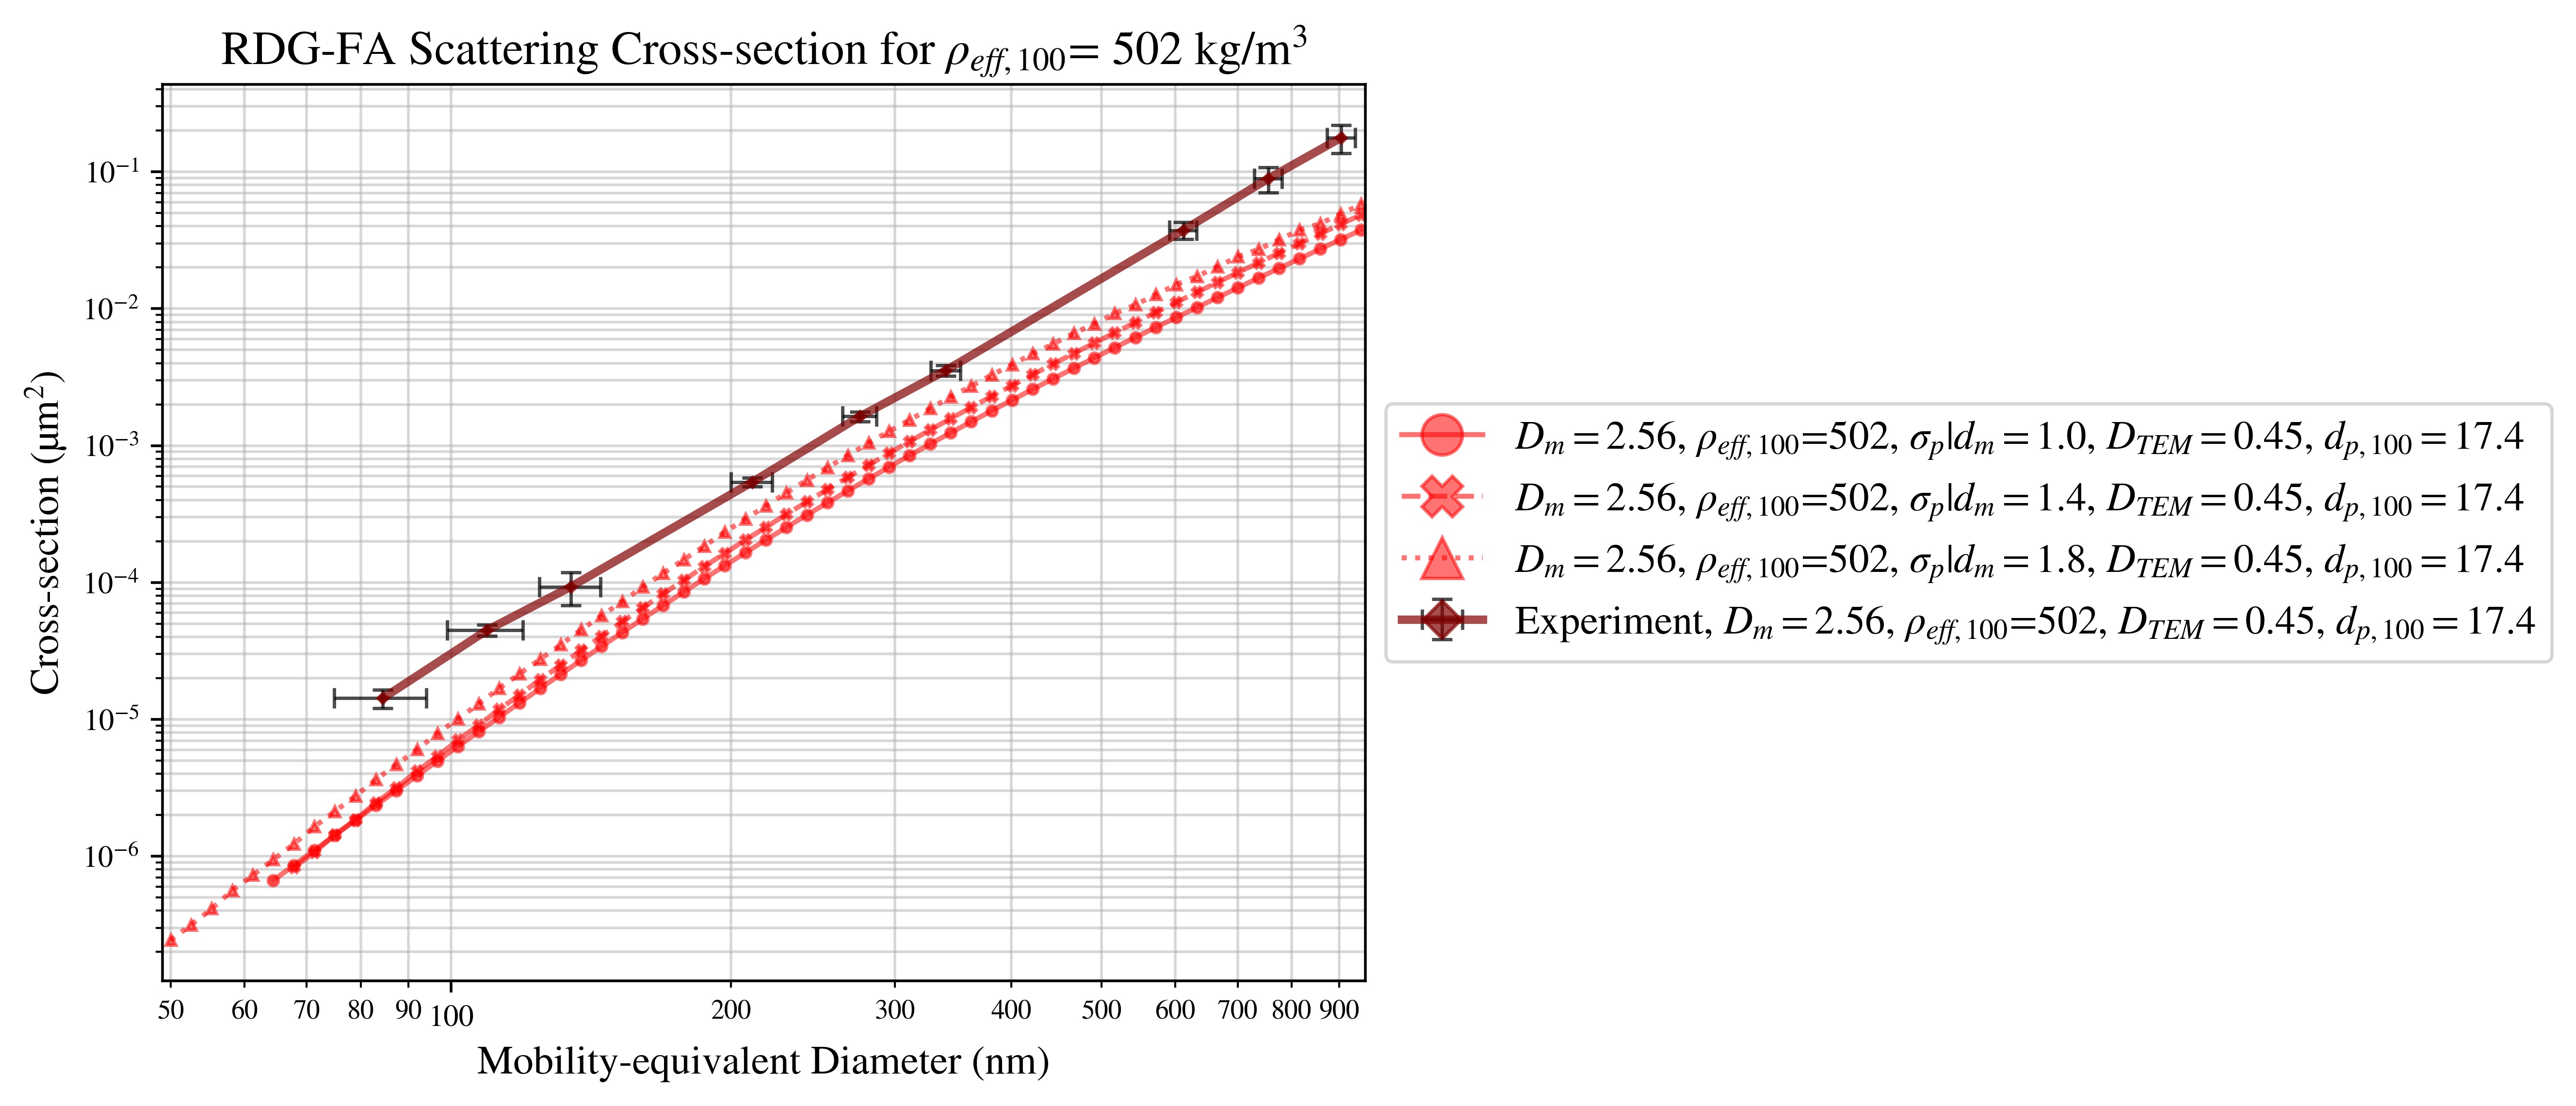 RDG-FA Scattering Cross-section for ρeff,100= 502 kg/m³
Cross-section (μm²)
10⁻¹
10⁻²
10⁻³
10⁻⁴
10⁻⁵
10⁻⁶
50 60 70 80 90 100 200 300 400 500 600 700 800 900
Mobility-equivalent Diameter (nm)
Dm = 2.56, ρeff,100=502, σp|dm = 1.0, DTEM = 0.45, dp,100 = 17.4
Dm = 2.56, ρeff,100=502, σp|dm = 1.4, DTEM = 0.45, dp,100 = 17.4
Dm = 2.56, ρeff,100=502, σp|dm = 1.8, DTEM = 0.45, dp,100 = 17.4
Experiment, Dm = 2.56, ρeff,100=502, DTEM = 0.45, dp,100 = 17.4